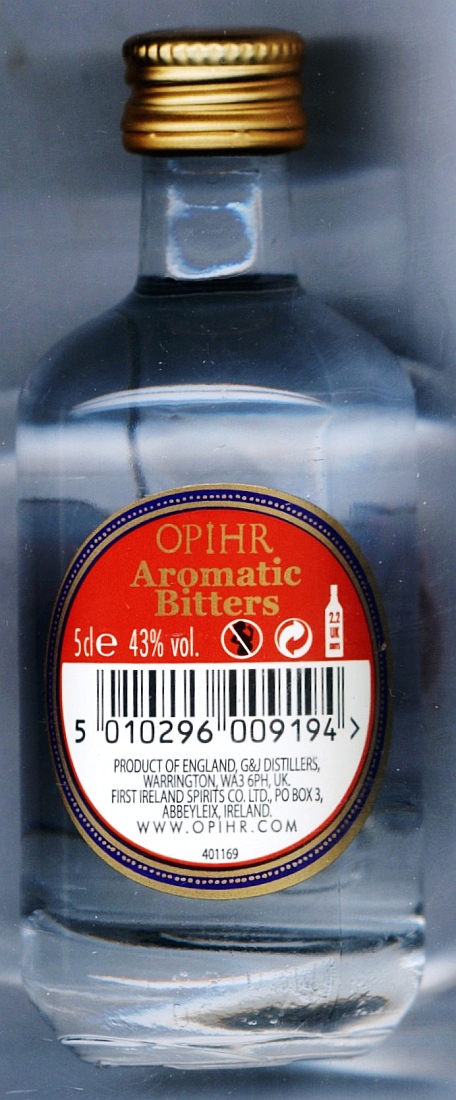 OPIHR
Aromatic
Bitters
5cl℮ 43% vol.
2.2
UK
UNITS
5 010296 009194 >
PRODUCT OF ENGLAND, G&J DISTILLERS,
WARRINGTON, WA3 6PH, UK.
FIRST IRELAND SPIRITS CO. LTD., PO BOX 3,
ABBEYLEIX, IRELAND.
WWW.OPIHR.COM
401169